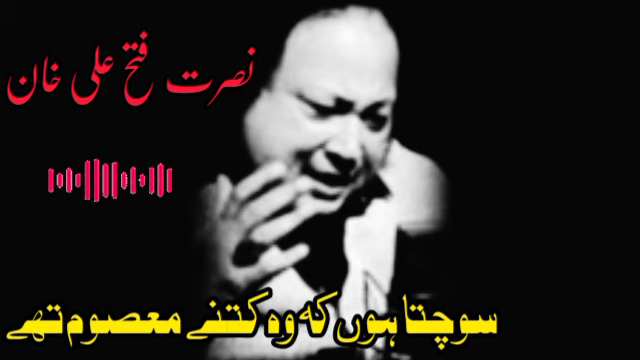 نصرت فتح علی خان
سوچتا ہوں کہ وہ کتنے معصوم تھے